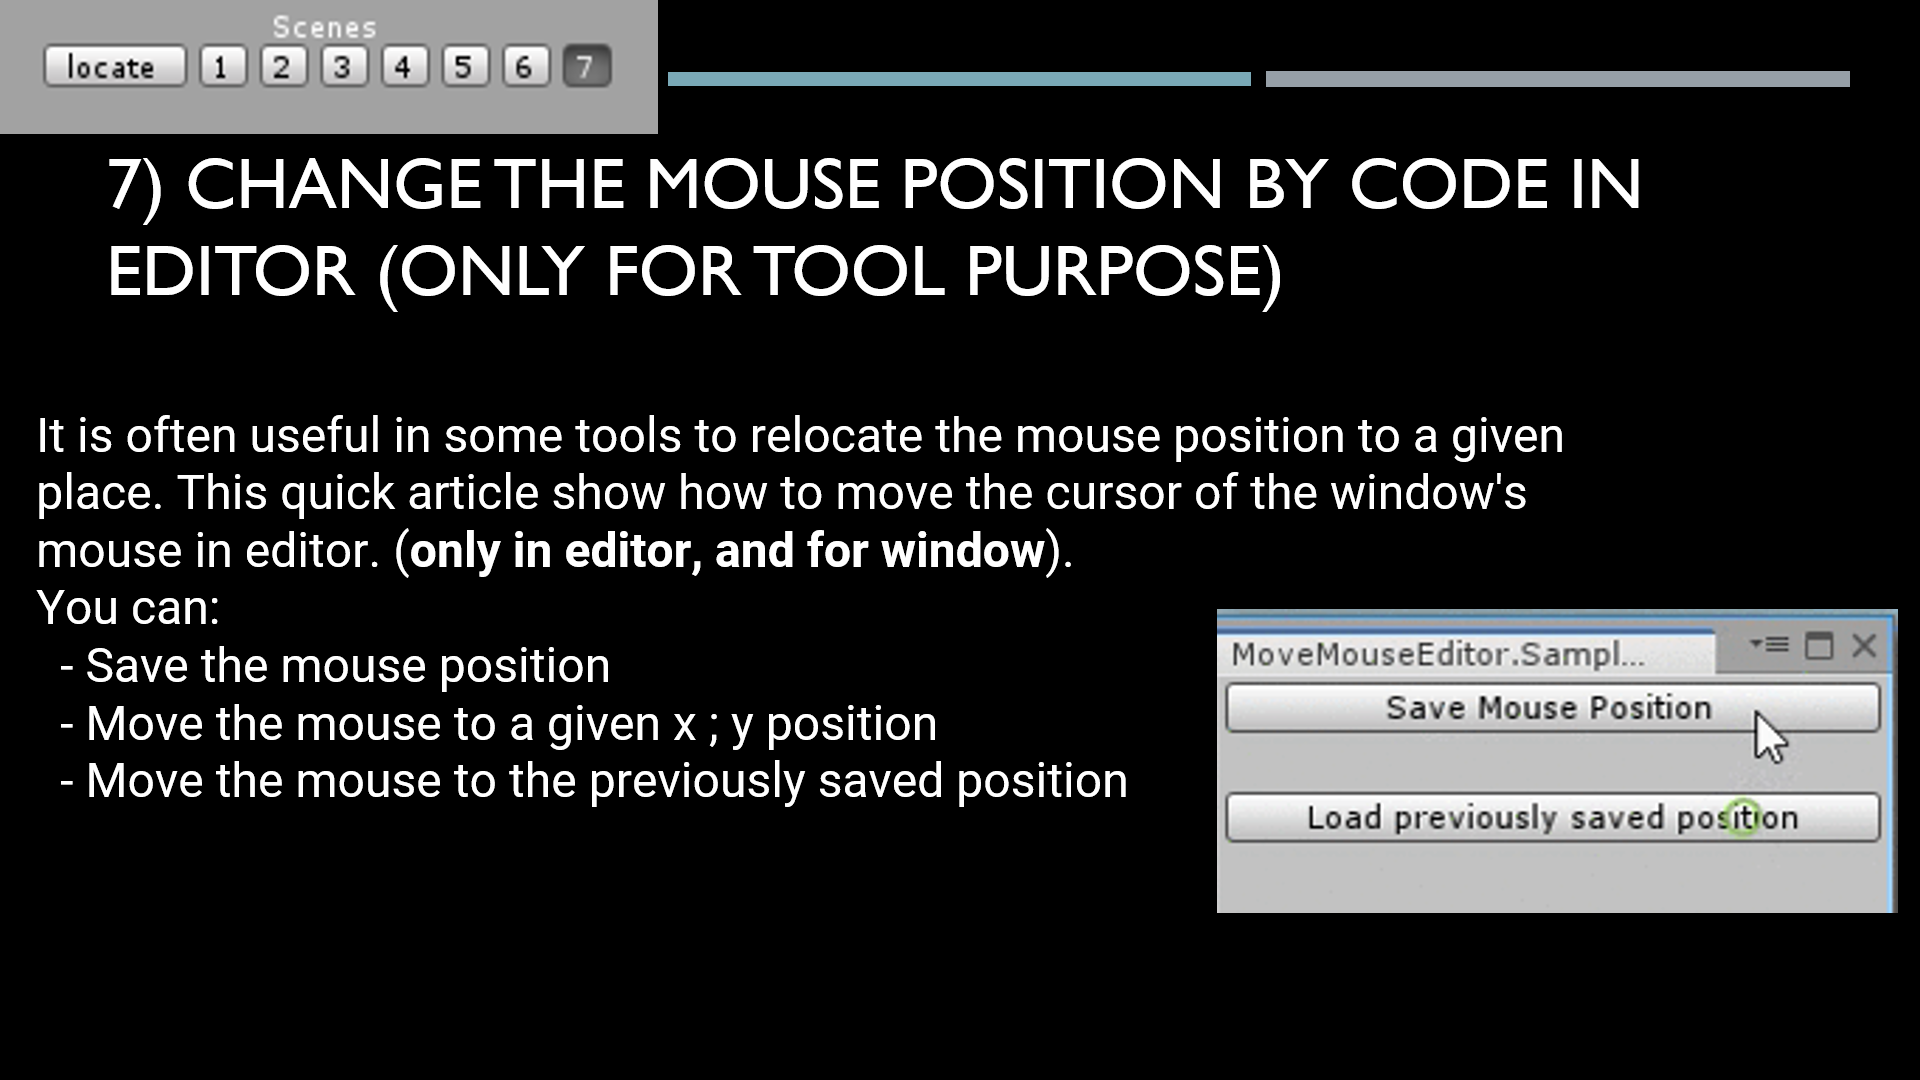 Scenes
locate 1 2 3 4 5 6 7
7) CHANGE THE MOUSE POSITION BY CODE IN
EDITOR (ONLY FOR TOOL PURPOSE)
It is often useful in some tools to relocate the mouse position to a given
place. This quick article show how to move the cursor of the window's
mouse in editor. (only in editor, and for window).
You can:
- Save the mouse position
- Move the mouse to a given x ; y position
- Move the mouse to the previously saved position
MoveMouseEditor.Sampl...
Save Mouse Position
Load previously saved position